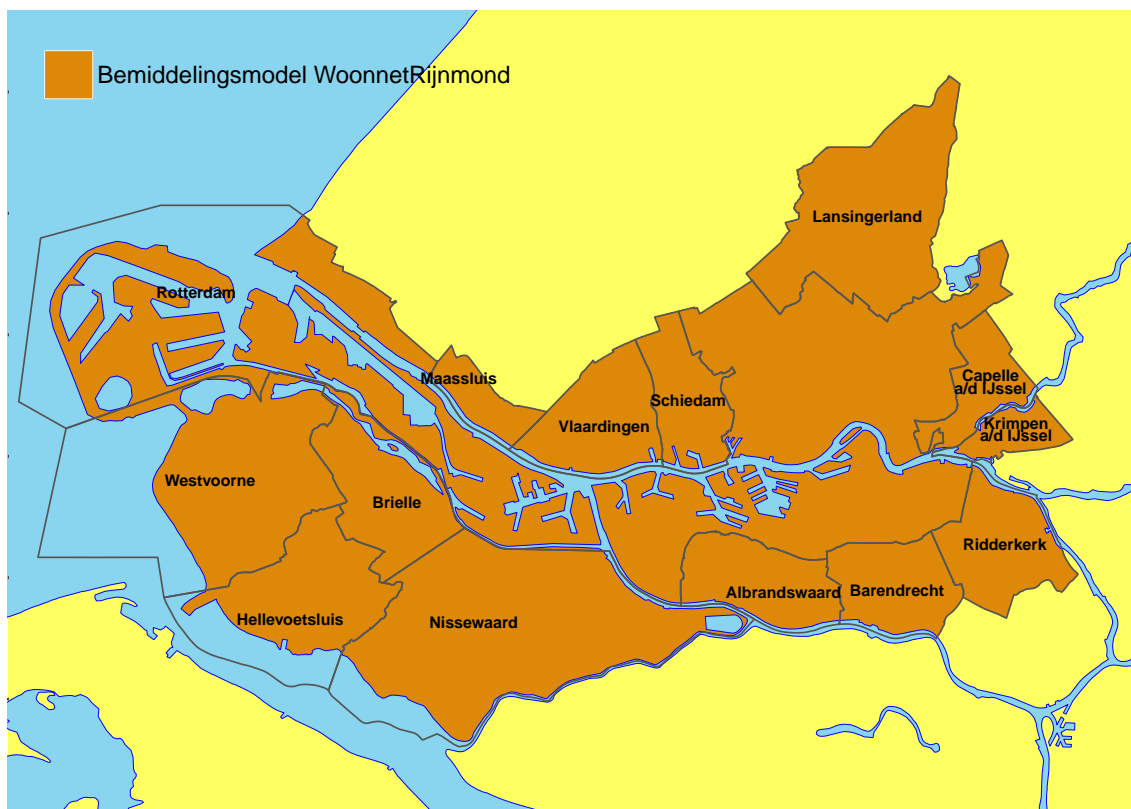 Bemiddelingsmodel WoonnetRijnmond
Lansingerland
Rotterdam
Maassluis
Capelle
a/d IJssel
Schiedam
Vlaardingen
Krimpen
a/d IJssel
Westvoorne
Brielle
Ridderkerk
Albrandswaard
Barendrecht
Hellevoetsluis
Nissewaard